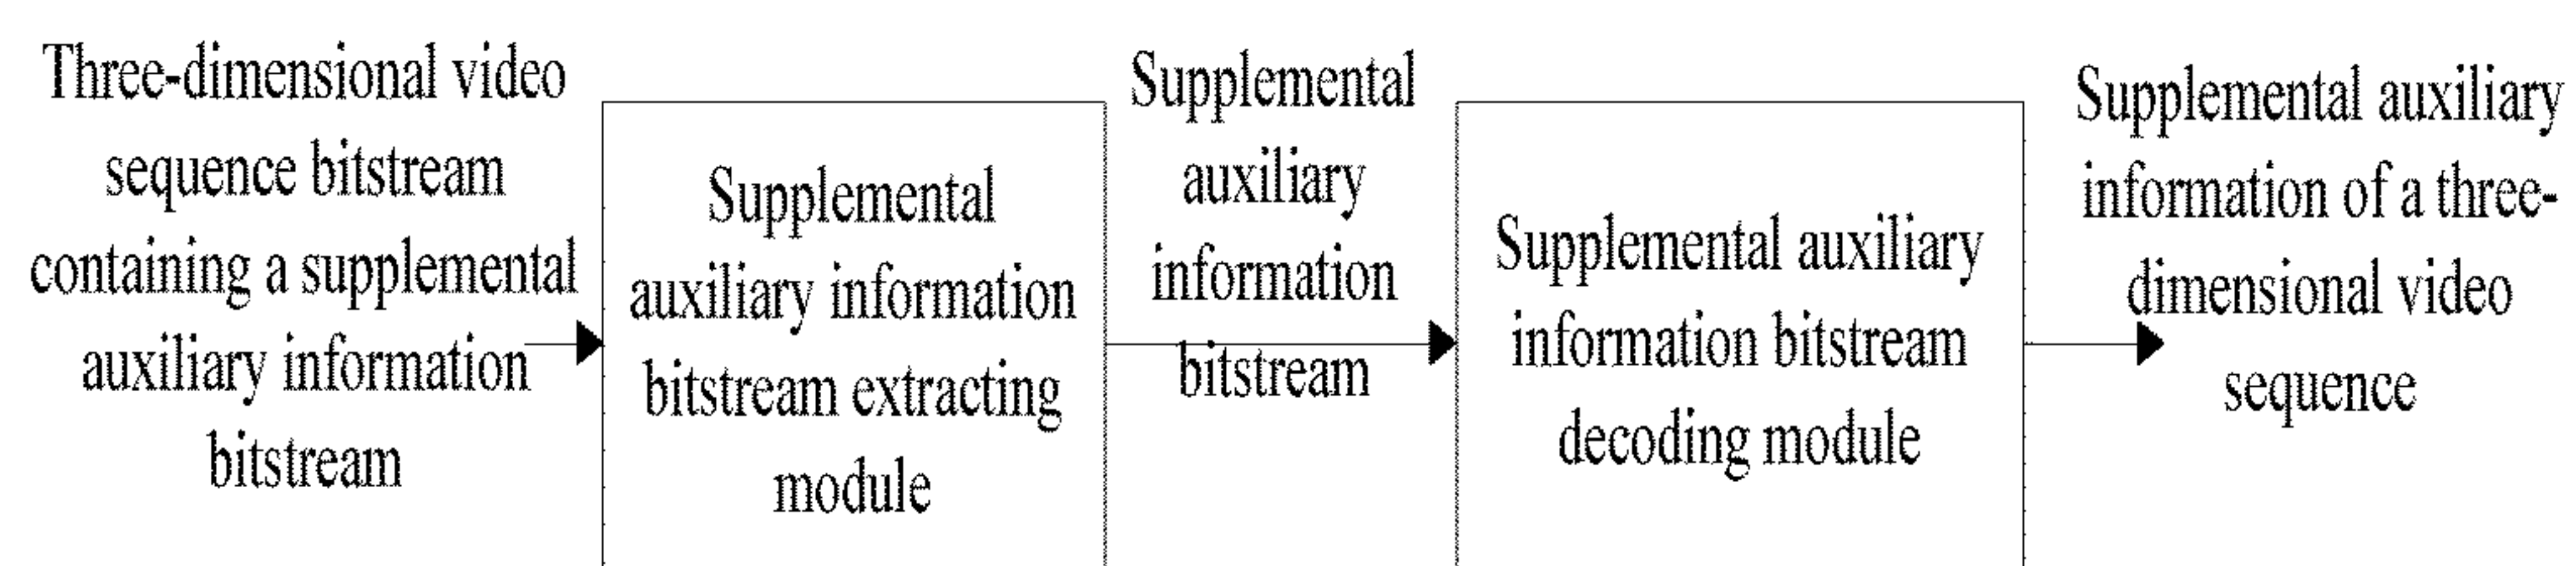 Three-dimensional video
sequence bitstream
containing a supplemental
auxiliary information
bitstream
Supplemental
auxiliary information
bitstream extracting
module
Supplemental
auxiliary
information
bitstream
Supplemental auxiliary
information bitstream
decoding module
Supplemental auxiliary
information of a three-
dimensional video
sequence